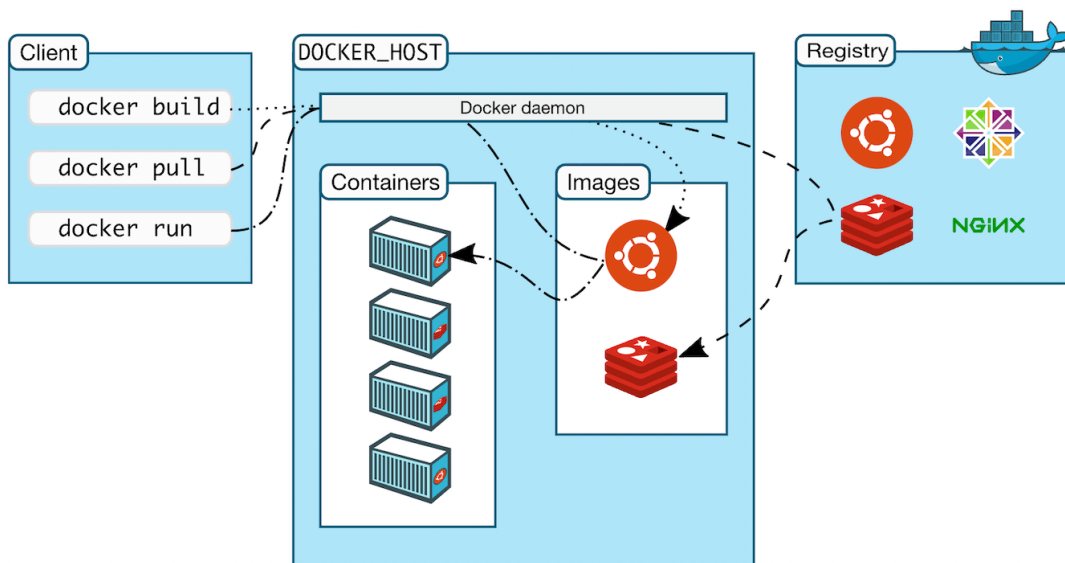 Client
docker build
docker pull
docker run
DOCKER_HOST
Docker daemon
Containers
Images
Registry
NGiNX